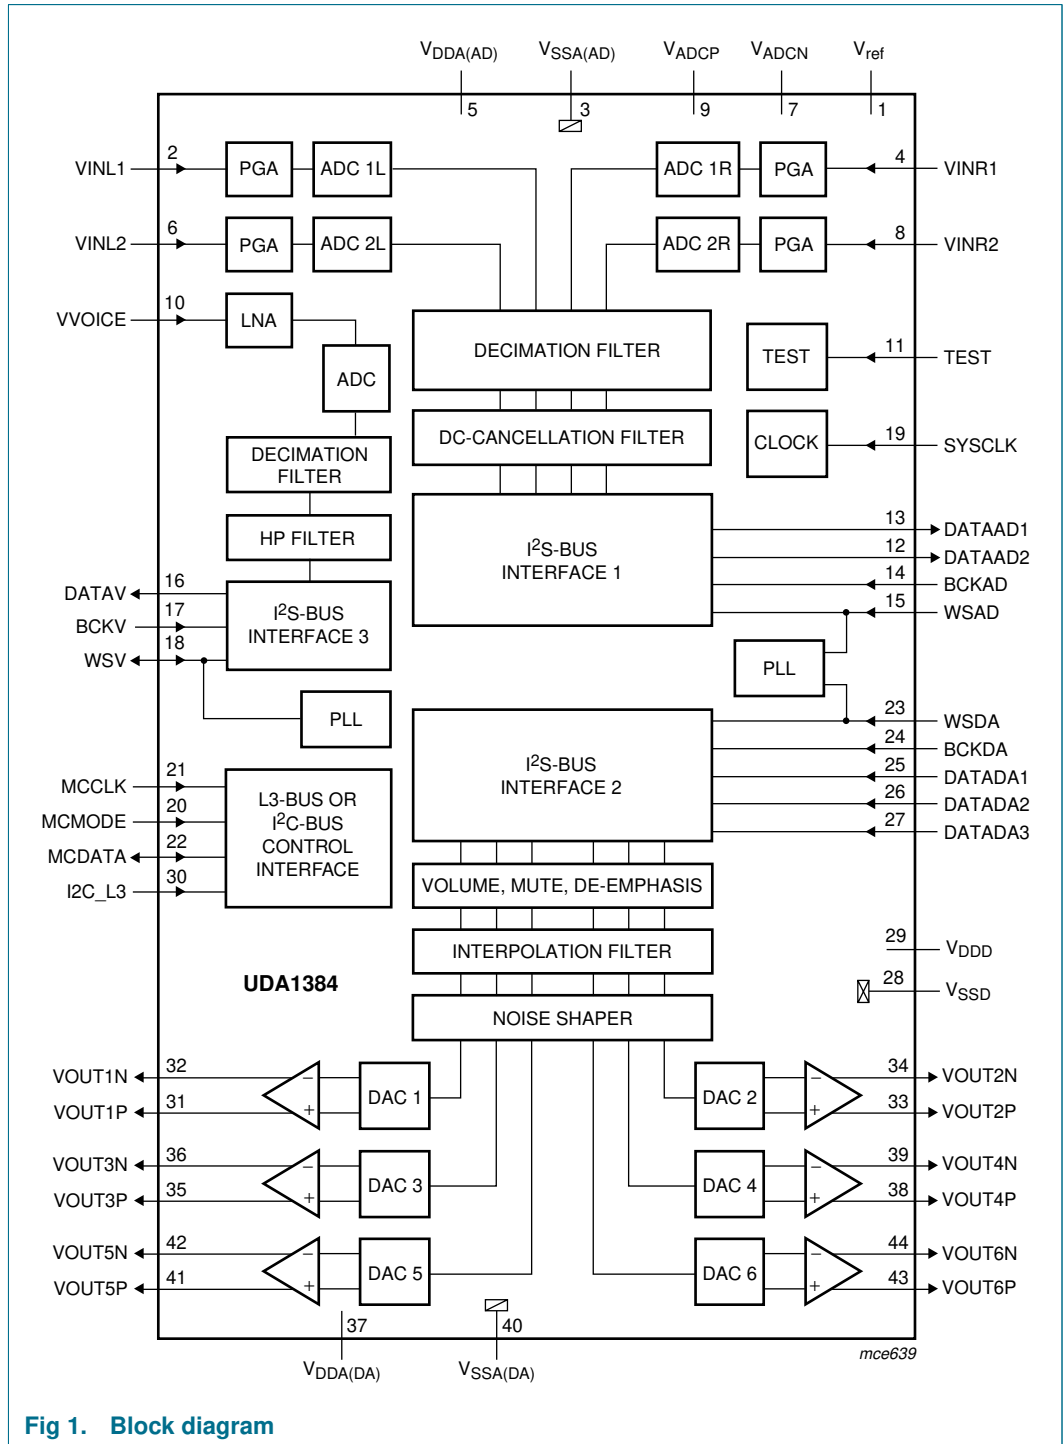 VDDA(AD) VSSA(AD) VADCP VADCN Vref
5 3 9 7 1
VINL1 2 PGA ADC 1L ADC 1R PGA 4 VINR1
VINL2 6 PGA ADC 2L ADC 2R PGA 8 VINR2
VVOICE 10 LNA
ADC
DECIMATION FILTER
TEST 11 TEST
DC-CANCELLATION FILTER
CLOCK 19 SYSCLK
DECIMATION
FILTER
HP FILTER
I2S-BUS
INTERFACE 1
13 DATAAD1
12 DATAAD2
14 BCKAD
15 WSAD
DATAV 16
BCKV 17
WSV 18
I2S-BUS
INTERFACE 3
PLL
PLL
I2S-BUS
INTERFACE 2
23 WSDA
24 BCKDA
25 DATADA1
26 DATADA2
27 DATADA3
MCCLK 21
MCMODE 20
MCDATA 22
I2C_L3 30
L3-BUS OR
I2C-BUS
CONTROL
INTERFACE
VOLUME, MUTE, DE-EMPHASIS
INTERPOLATION FILTER
NOISE SHAPER
29 VDDD
28 VSSD
UDA1384
VOUT1N 32 − DAC 1 DAC 2 − 34 VOUT2N
VOUT1P 31 + + 33 VOUT2P
VOUT3N 36 − DAC 3 DAC 4 − 39 VOUT4N
VOUT3P 35 + + 38 VOUT4P
VOUT5N 42 − DAC 5 DAC 6 − 44 VOUT6N
VOUT5P 41 + + 43 VOUT6P
37 40
VDDA(DA) VSSA(DA)
mce639
Fig 1. Block diagram